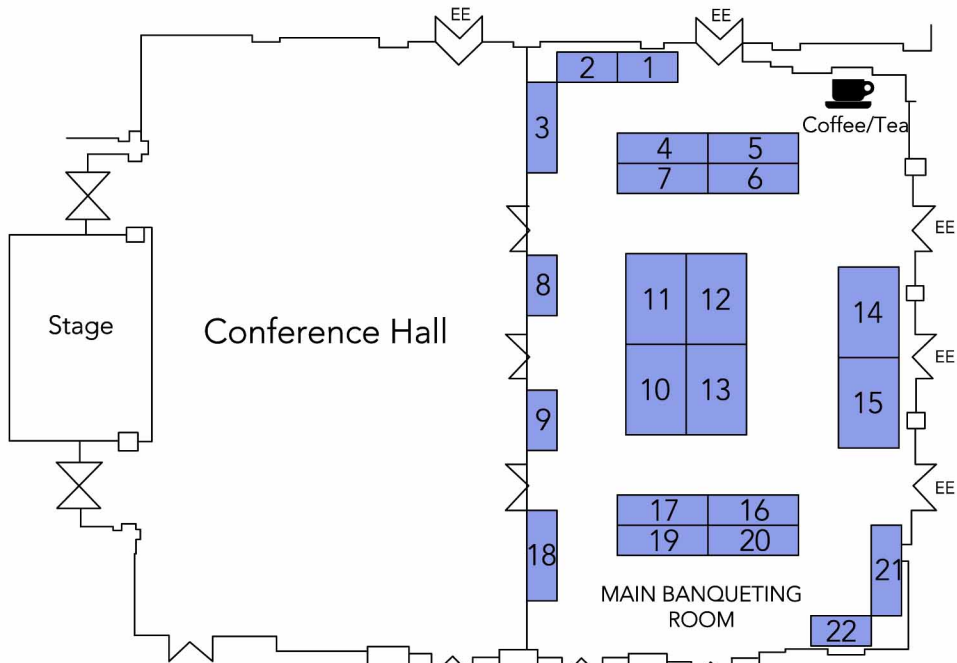 EE
EE
2
1
3
Coffee/Tea
4
5
7
6
EE
8
11
12
14
Stage
Conference Hall
EE
10
13
15
9
EE
17
16
18
19
20
21
MAIN BANQUETING
ROOM
22